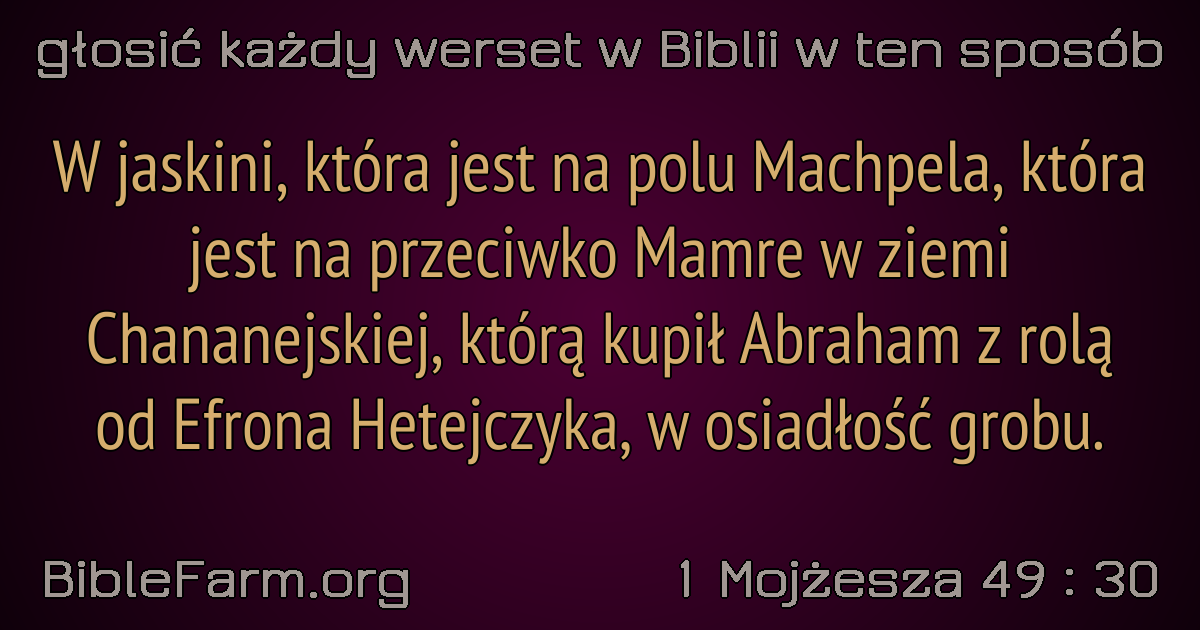 głosić każdy werset w Biblii w ten sposób
W jaskini, która jest na polu Machpela, która
jest na przeciwko Mamre w ziemi
Chananejskiej, którą kupił Abraham z rolą
od Efrona Hetejczyka, w osiadłość grobu.
BibleFarm.org
1 Mojżesza 49 : 30